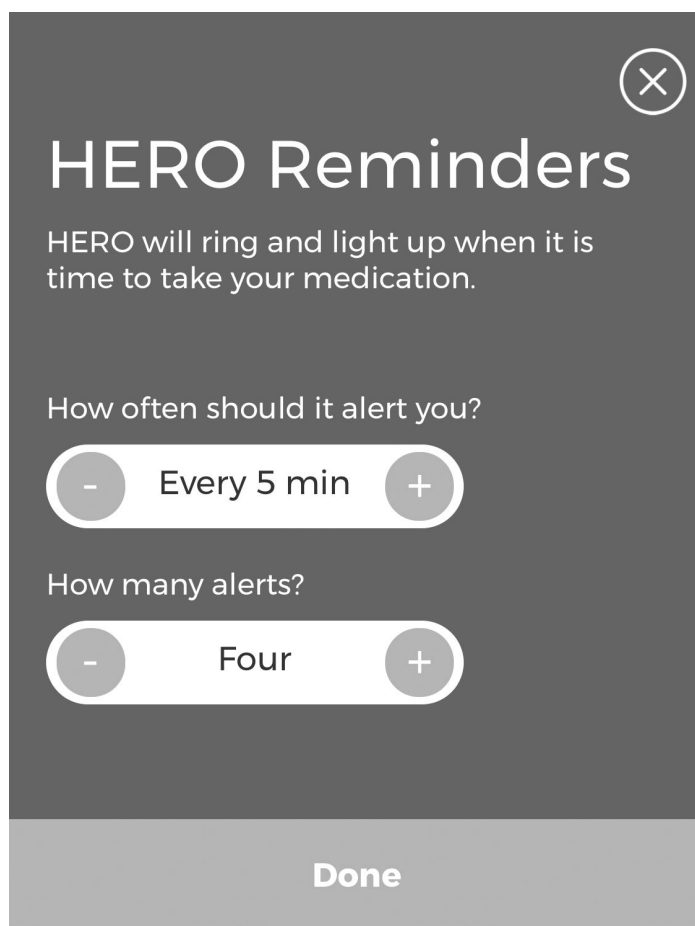 HERO Reminders
HERO will ring and light up when it is
time to take your medication.
How often should it alert you?
- Every 5 min +
How many alerts?
- Four +
Done